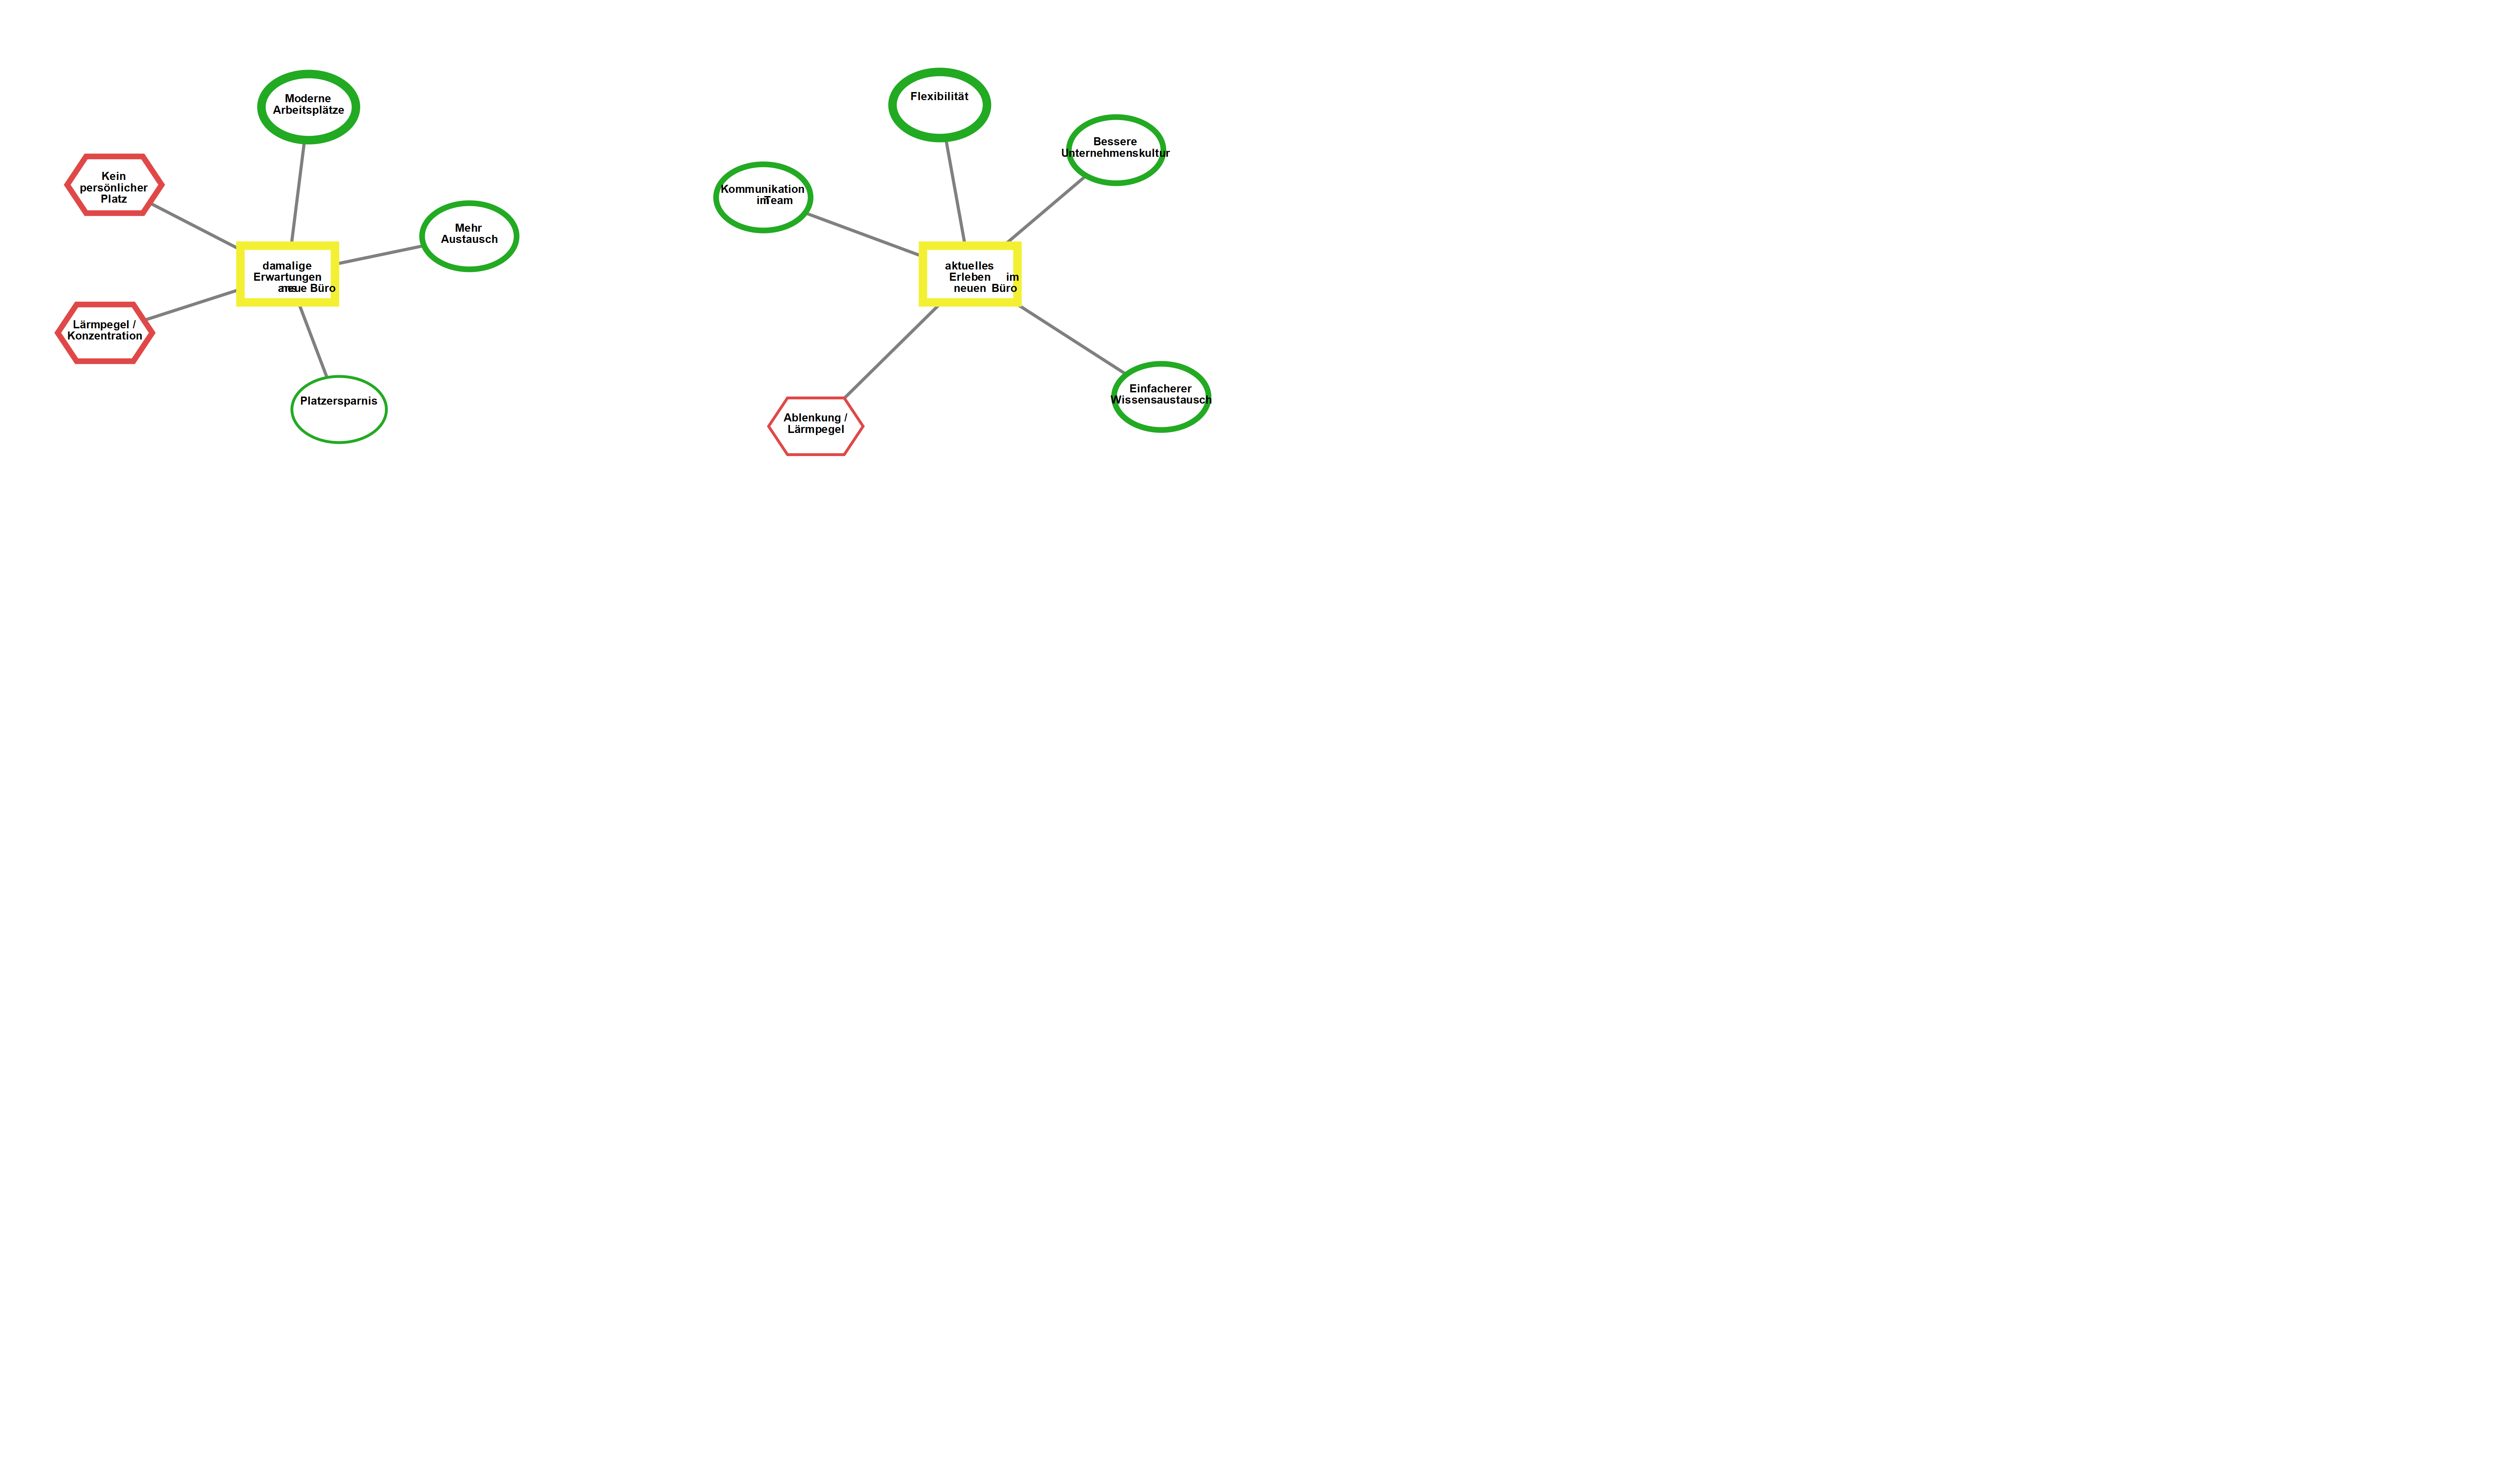 Moderne
Arbeitsplätze
Kein
persönlicher
Platz
Mehr
Austausch
damalige
Erwartungen
ans neue Büro
Lärmpegel /
Konzentration
Platzersparnis
Flexibilität
Bessere
Unternehmenskultur
Kommunikation
im Team
aktuelles
Erleben im
neuen Büro
Einfacherer
Wissensaustausch
Ablenkung /
Lärmpegel